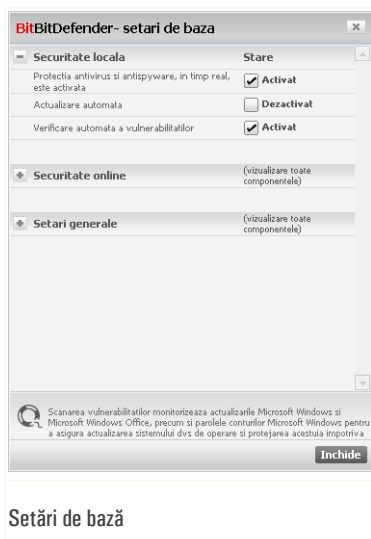 BitBitDefender- setari de baza
Securitate locala Stare
Protectia antivirus si antispyware, in timp real, este activata Activat
Actualizare automata Dezactivat
Verificare automata a vulnerabilitatilor Activat
Securitate online (vizualizare toate componentele)
Setari generale (vizualizare toate componentele)
Scanarea vulnerabilitatilor monitorizeaza actualizarile Microsoft Windows si
Microsoft Windows Office, precum si parolele conturilor Microsoft Windows pentru
a asigura actualizarea sistemului dvs de operare si protejarea acestuia impotriva
Inchide
Setări de bază